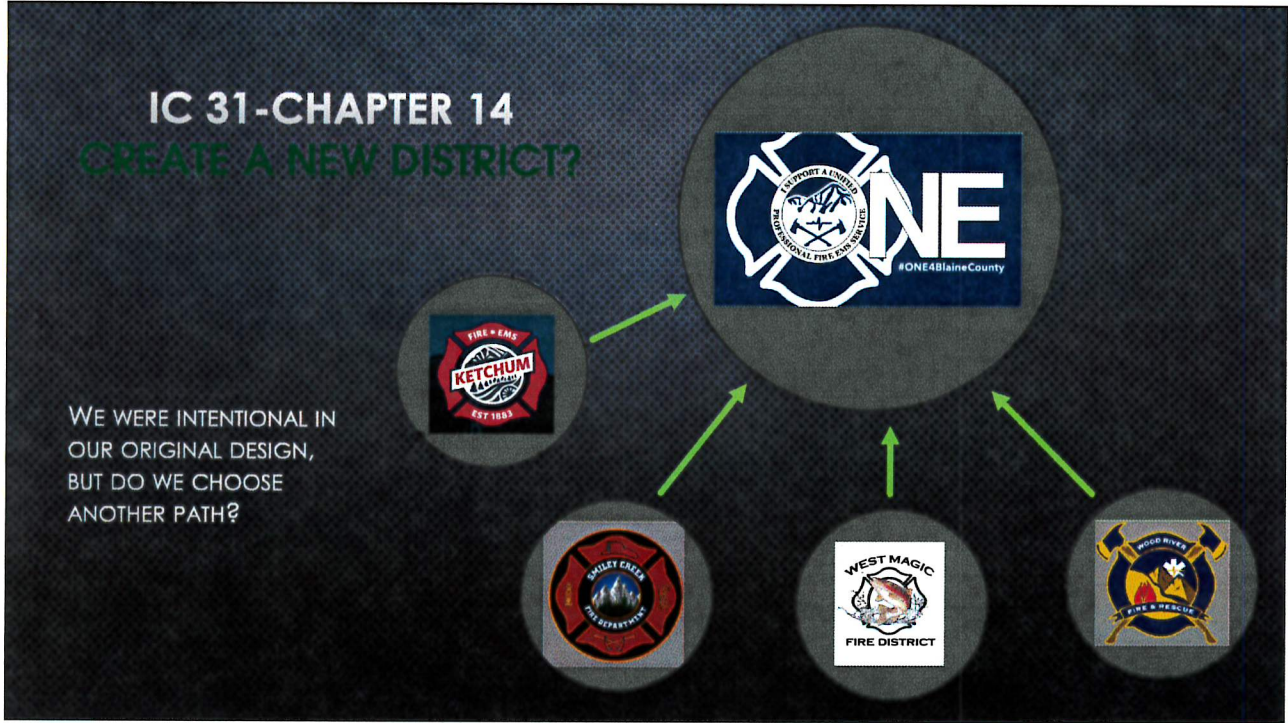 IC 31-CHAPTER 14
CREATE A NEW DISTRICT?
WE WERE INTENTIONAL IN
OUR ORIGINAL DESIGN,
BUT DO WE CHOOSE
ANOTHER PATH?
I SUPPORT A UNIFIED
PROFESSIONAL FIRE EMS SERVICE
ONE
#ONE4BlaineCounty
FIRE ★ EMS
KETCHUM
EST 1883
SMILEY CREEK
FIRE DEPARTMENT
WEST MAGIC
FIRE DISTRICT
WOOD RIVER
FIRE & RESCUE